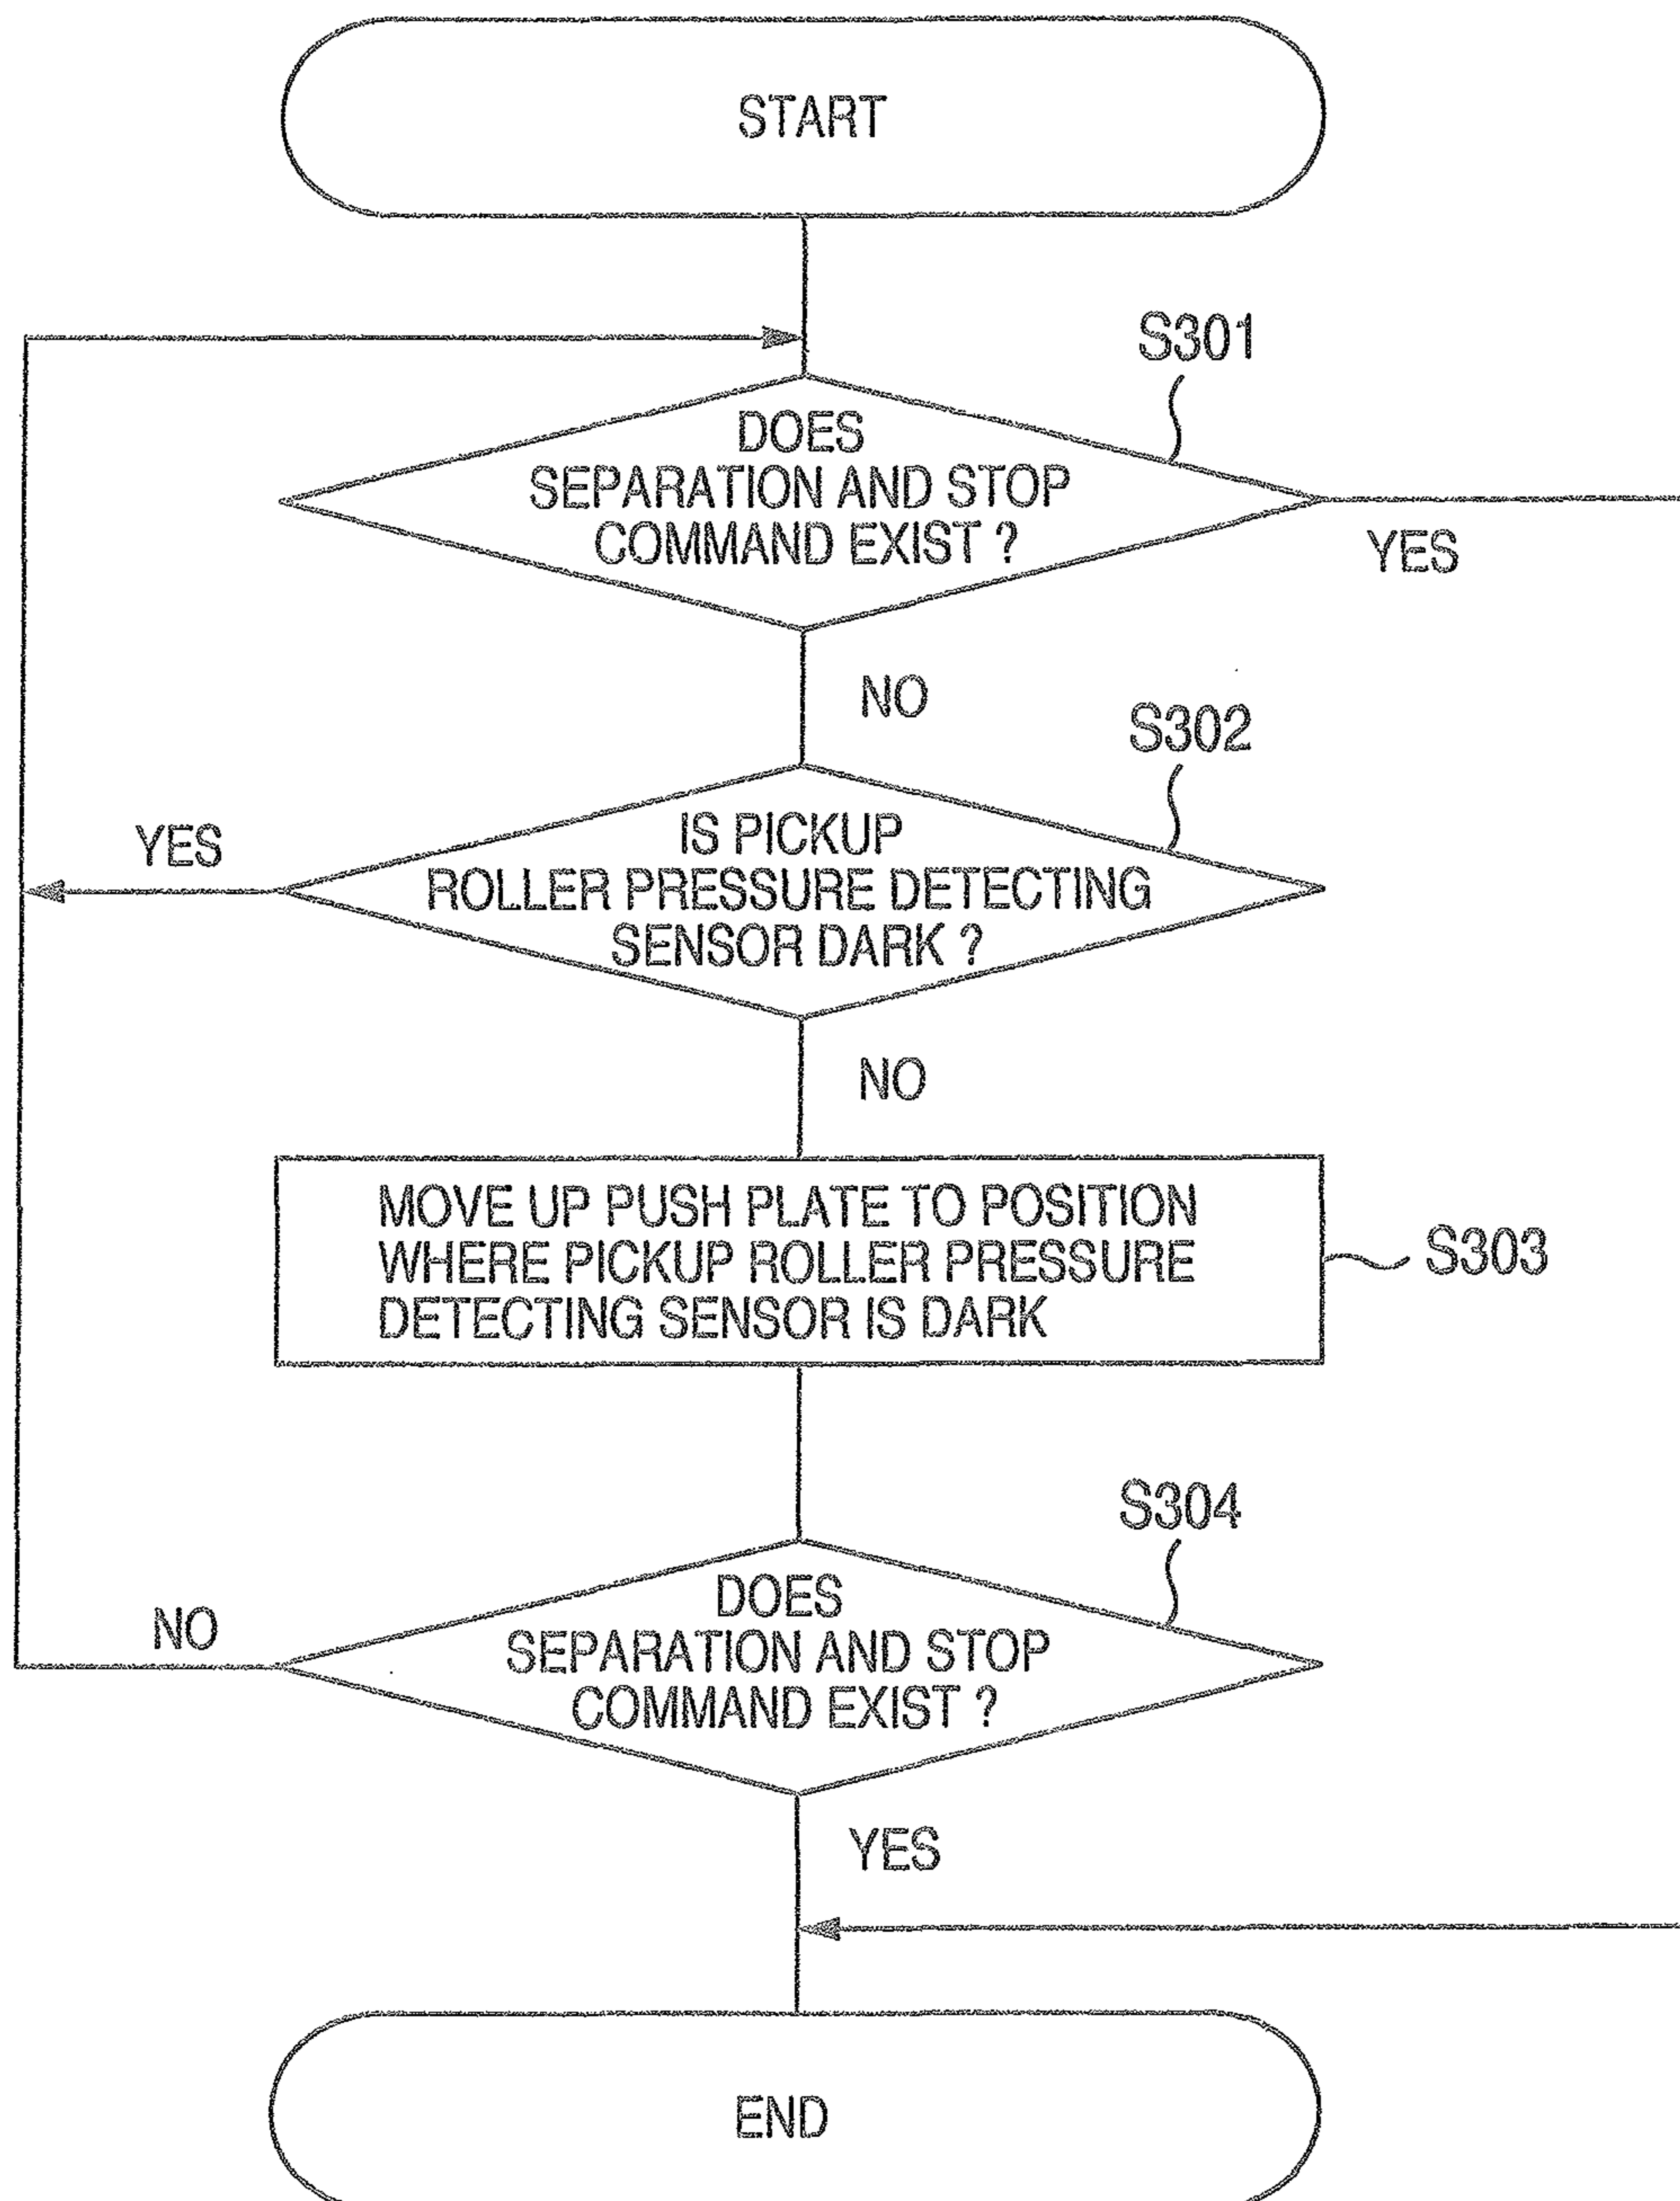 START
S301
DOES
SEPARATION AND STOP
COMMAND EXIST ?
YES
NO
S302
IS PICKUP
ROLLER PRESSURE DETECTING
SENSOR DARK ?
YES
NO
MOVE UP PUSH PLATE TO POSITION
WHERE PICKUP ROLLER PRESSURE
DETECTING SENSOR IS DARK
S303
S304
DOES
SEPARATION AND STOP
COMMAND EXIST ?
NO
YES
END